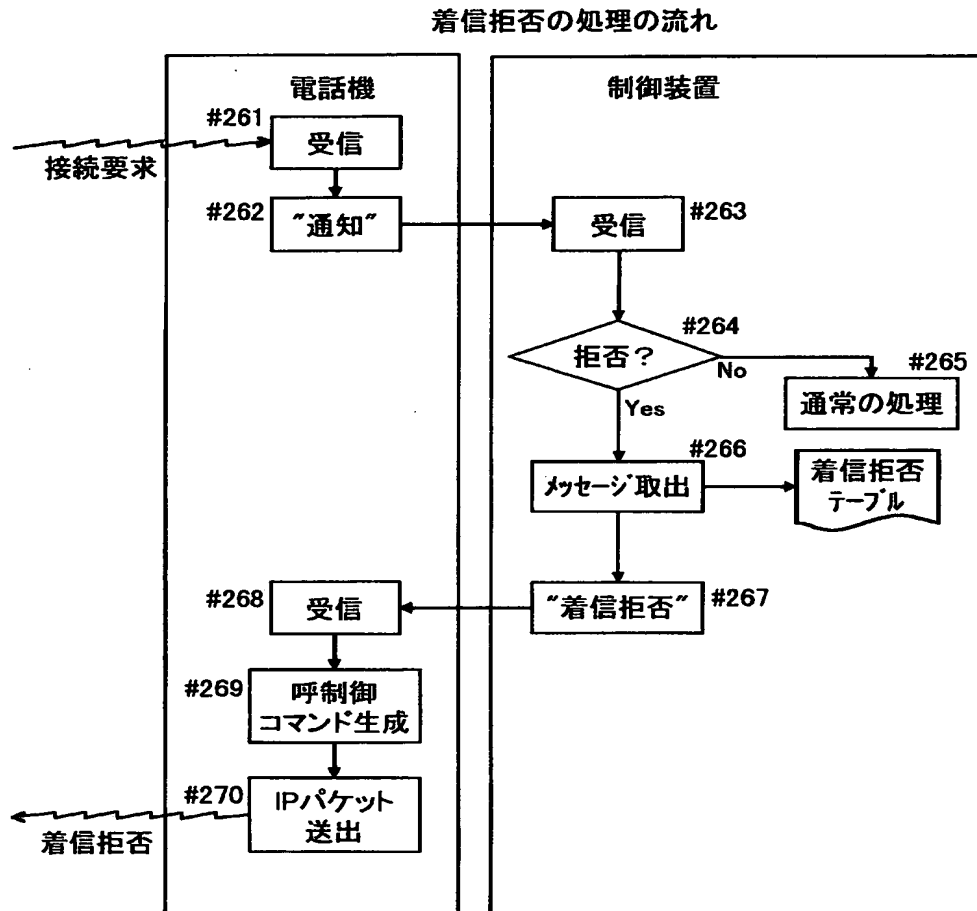 着信拒否の処理の流れ
電話機
制御装置
#261
受信
接続要求
#262
"通知"
#263
受信
#264
拒否？
No
#265
通常の処理
Yes
#266
メッセージ取出
着信拒否
テーブル
#268
受信
"着信拒否"
#267
#269
呼制御
コマンド生成
#270
IPパケット
送出
着信拒否